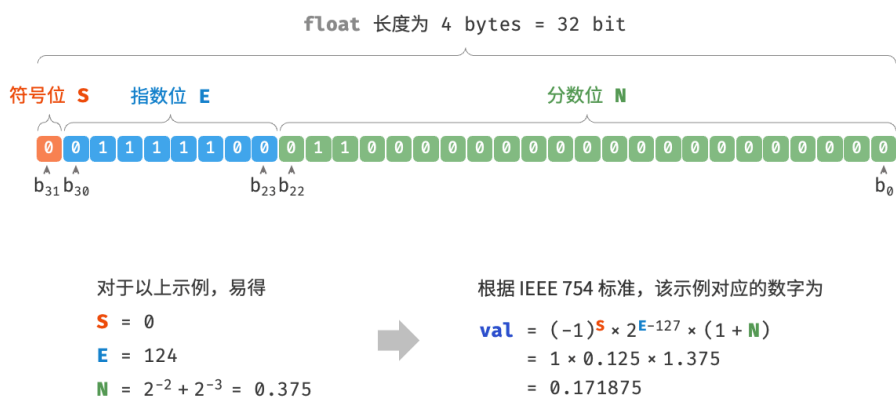 float 长度为 4 bytes = 32 bit
符号位 S 指数位 E 分数位 N
0 0 1 1 1 1 1 0 0 0 1 1 0 0 0 0 0 0 0 0 0 0 0 0 0 0 0 0 0 0 0 0
b₃₁ b₃₀ b₂₃ b₂₂ b₀
对于以上示例，易得
S = 0
E = 124
N = 2⁻² + 2⁻³ = 0.375
根据 IEEE 754 标准，该示例对应的数字为
val = (-1)ˢ × 2ᴱ⁻¹²⁷ × (1 + N)
= 1 × 0.125 × 1.375
= 0.171875